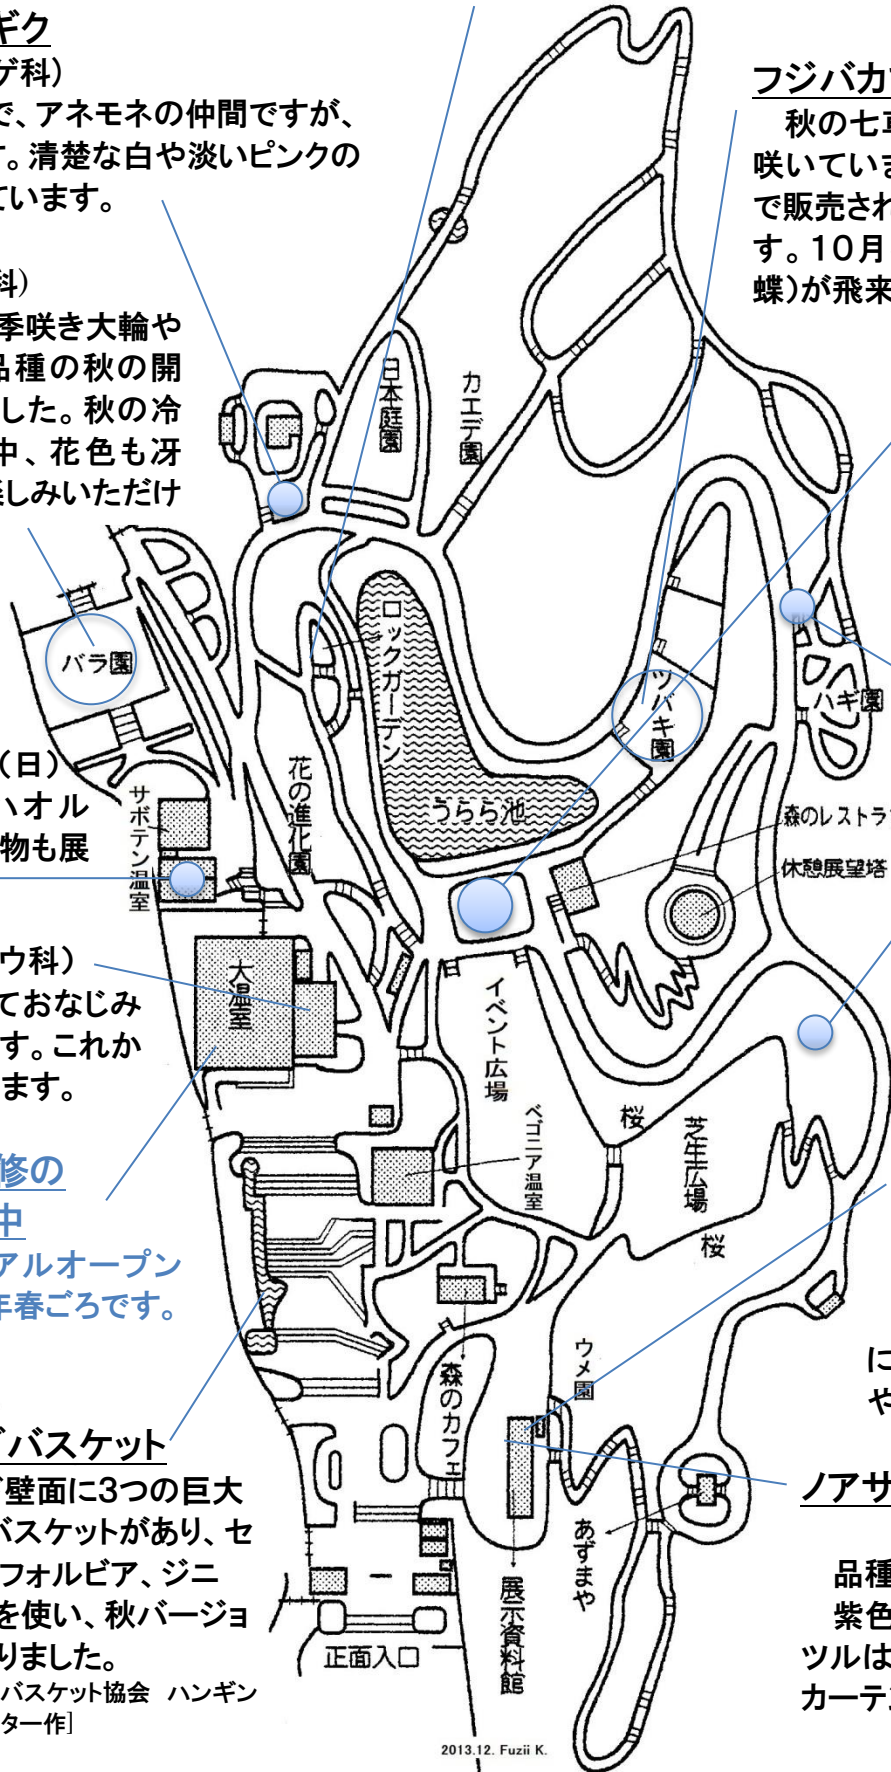 ギク
ゲ科）
で、アネモネの仲間ですが、
す。清楚な白や淡いピンクの
ています。
科）
季咲き大輪や
品種の秋の開
した。秋の冷
中、花色も冴
楽しみいただけ
（日）
ハオル
物も展
ウ科）
ておなじみ
す。これか
ます。
修の
中
アルオープン
年春ごろです。
バスケット
壁面に3つの巨大
バスケットがあり、セ
フォルビア、ジニ
を使い、秋バージョ
りました。
バスケット協会　ハンギン
ター作］
フジバカマ
秋の七草
咲いていま
で販売され
す。１０月
蝶）が飛来
に
や
ノアサ
品種
紫色
ツルは
カーテン
日本庭園
カエデ園
ロックガーデン
バラ園
ツバキ園
ハギ園
花の進化園
うらら池
サボテン温室
森のレストラン
休憩展望塔
大温室
イベント広場
ベゴニア温室
桜
芝生広場
桜
ウメ園
森のカフェ
あずまや
展示資料館
正面入口
2013.12. Fuzii K.